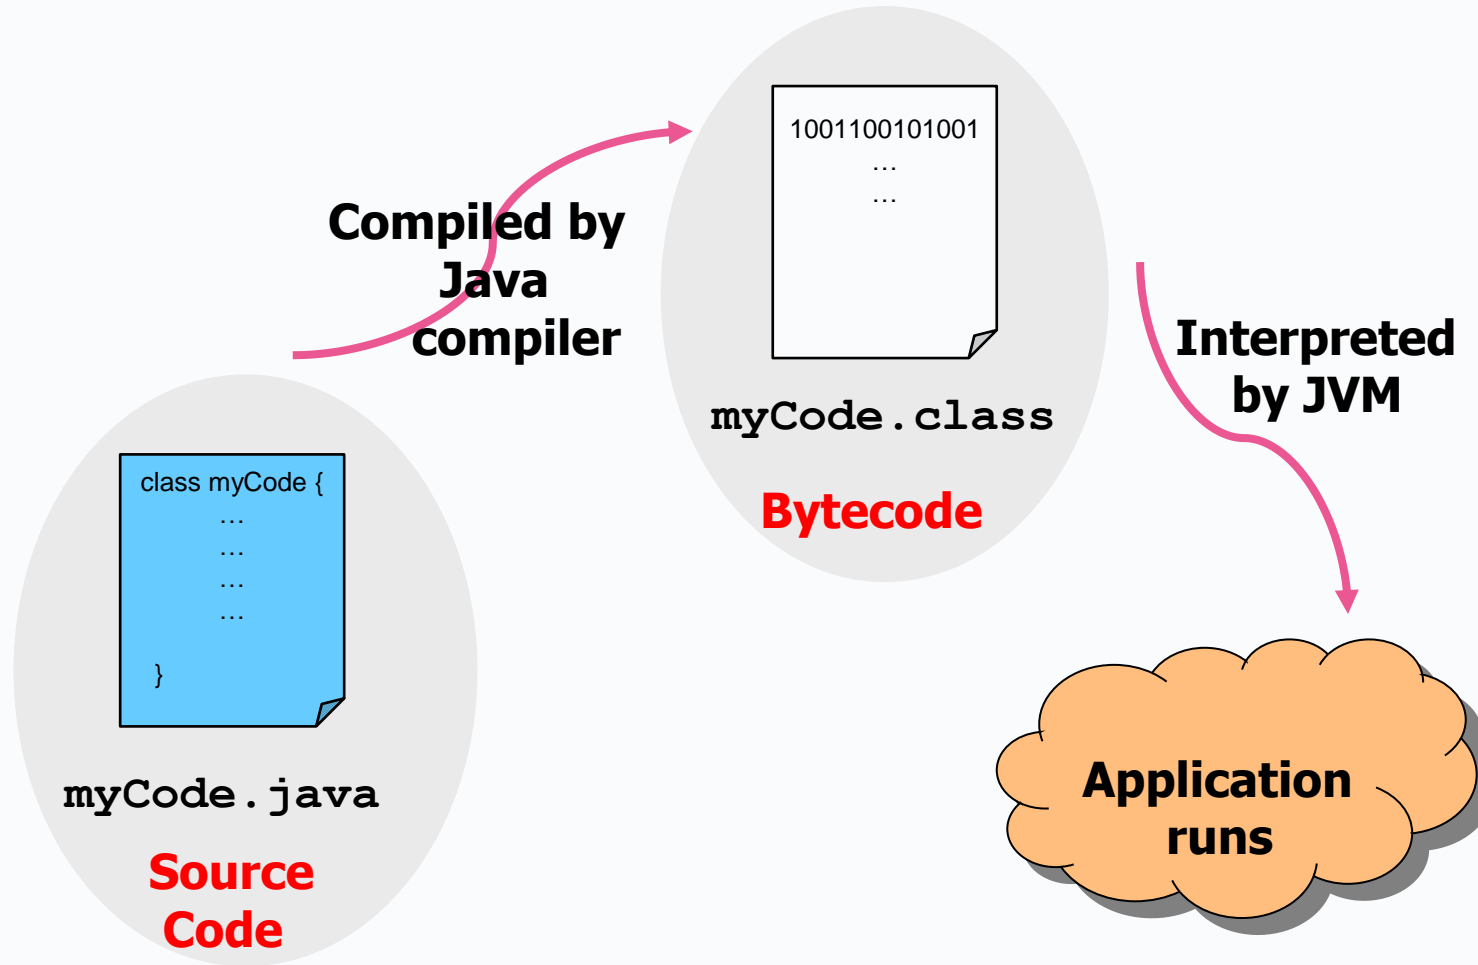 class myCode {
…
…
…
…
}
myCode.java
Source
Code
Compiled by
Java
compiler
1001100101001
…
…
myCode.class
Bytecode
Interpreted
by JVM
Application
runs